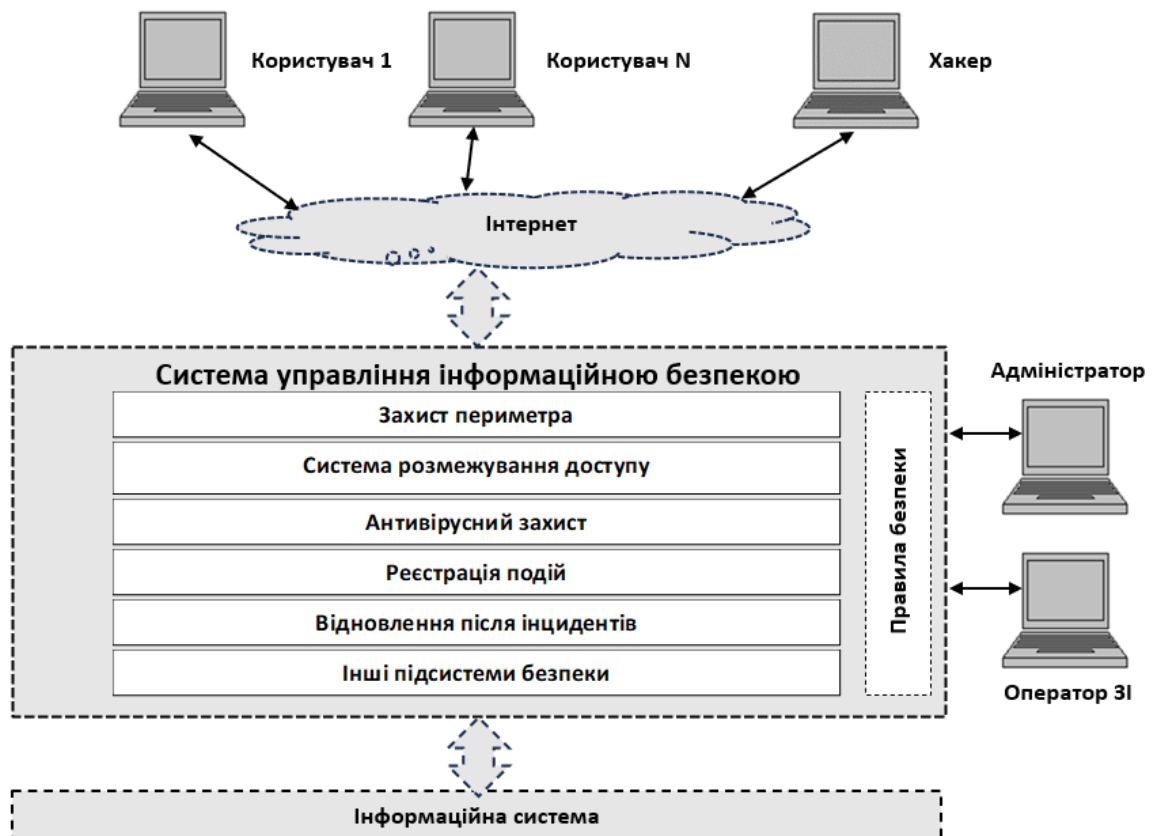 Користувач 1
Користувач N
Хакер
Інтернет
Система управління інформаційною безпекою
Захист периметра
Система розмежування доступу
Антивірусний захист
Реєстрація подій
Відновлення після інцидентів
Інші підсистеми безпеки
Правила безпеки
Адміністратор
Оператор ЗІ
Інформаційна система